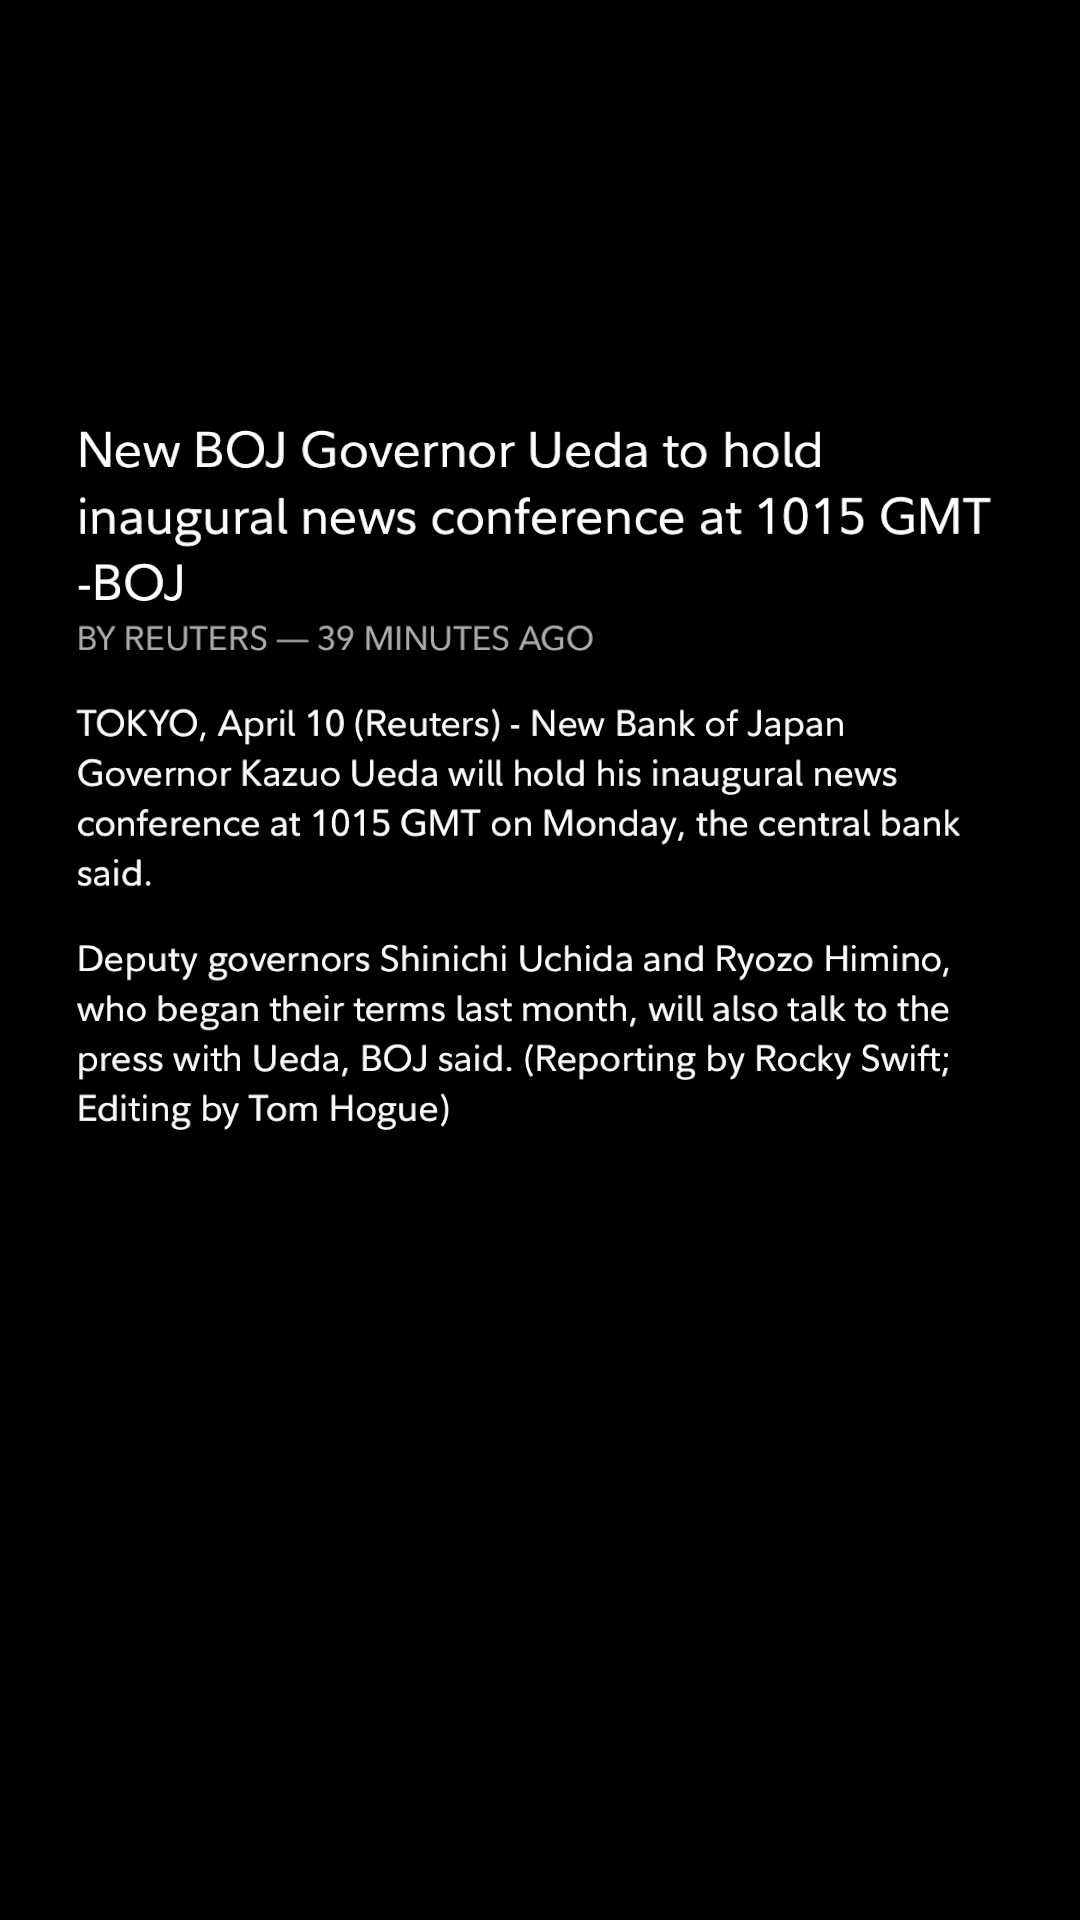 New BOJ Governor Ueda to hold
inaugural news conference at 1015 GMT
-BOJ
BY REUTERS — 39 MINUTES AGO
TOKYO, April 10 (Reuters) - New Bank of Japan
Governor Kazuo Ueda will hold his inaugural news
conference at 1015 GMT on Monday, the central bank
said.
Deputy governors Shinichi Uchida and Ryozo Himino,
who began their terms last month, will also talk to the
press with Ueda, BOJ said. (Reporting by Rocky Swift;
Editing by Tom Hogue)